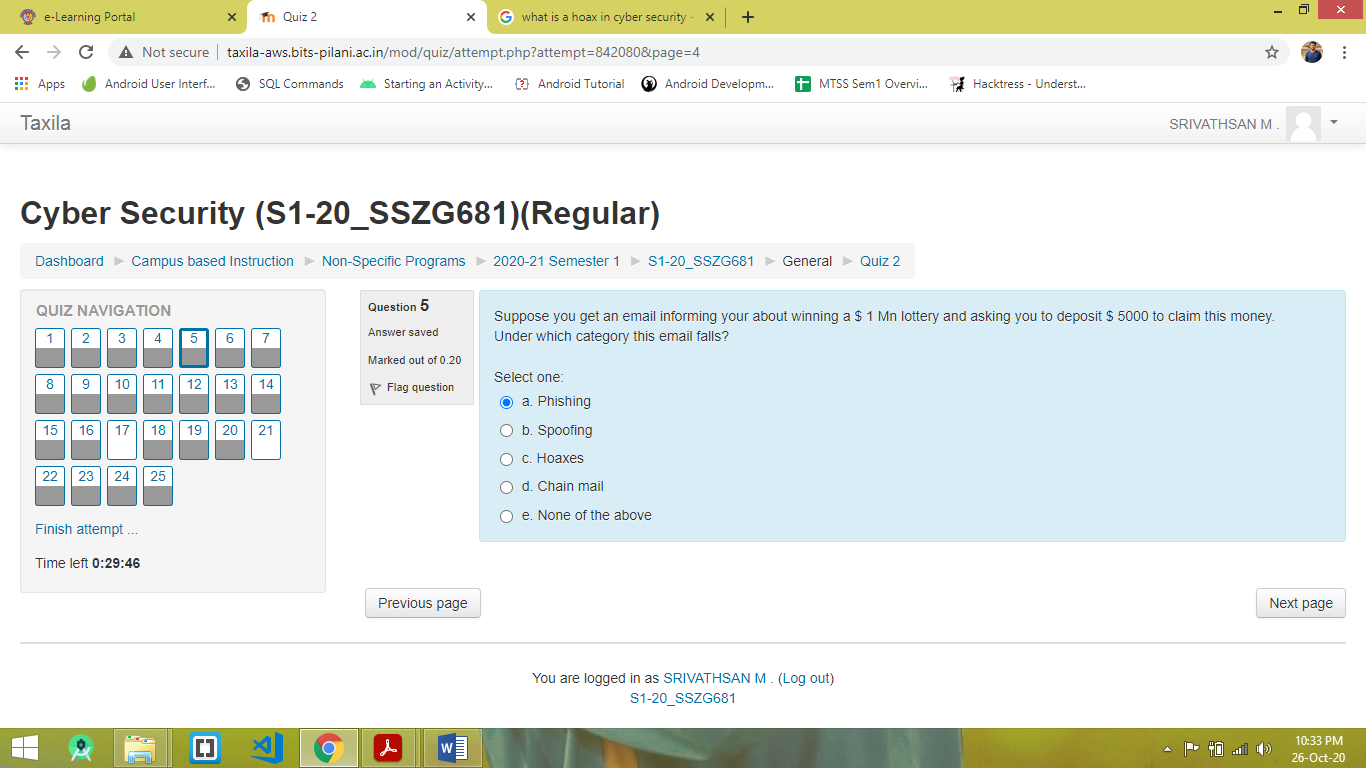 e-Learning Portal
Quiz 2
what is a hoax in cyber security -
Not secure
taxila-aws.bits-pilani.ac.in/mod/quiz/attempt.php?attempt=842080&page=4
Apps
Android User Interf...
SQL Commands
Starting an Activity...
Android Tutorial
Android Developm...
MTSS Sem1 Overvi...
Hacktress - Underst...
Taxila
SRIVATHSAN M .
Cyber Security (S1-20_SSZG681)(Regular)
Dashboard ► Campus based Instruction ► Non-Specific Programs ► 2020-21 Semester 1 ► S1-20_SSZG681 ► General ► Quiz 2
QUIZ NAVIGATION
1 2 3 4 5 6 7
8 9 10 11 12 13 14
15 16 17 18 19 20 21
22 23 24 25
Finish attempt ...
Time left 0:29:46
Question 5
Answer saved
Marked out of 0.20
Flag question
Suppose you get an email informing your about winning a $ 1 Mn lottery and asking you to deposit $ 5000 to claim this money.
Under which category this email falls?
Select one:
a. Phishing
b. Spoofing
c. Hoaxes
d. Chain mail
e. None of the above
Previous page
Next page
You are logged in as SRIVATHSAN M . (Log out)
S1-20_SSZG681
10:33 PM
26-Oct-20